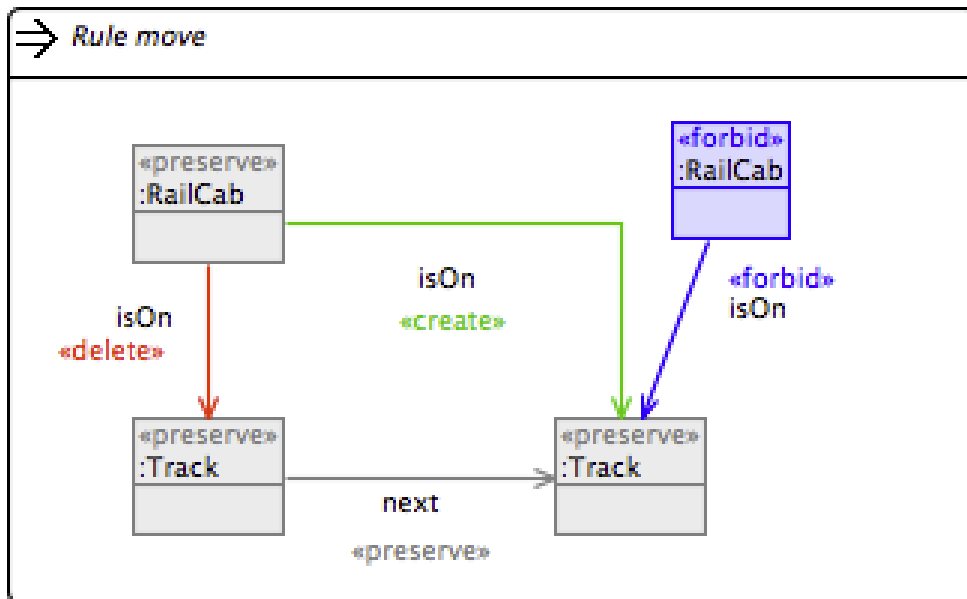 Rule move
«preserve»
:RailCab
«forbid»
:RailCab
isOn
«delete»
isOn
«create»
«forbid»
isOn
«preserve»
:Track
next
«preserve»
«preserve»
:Track